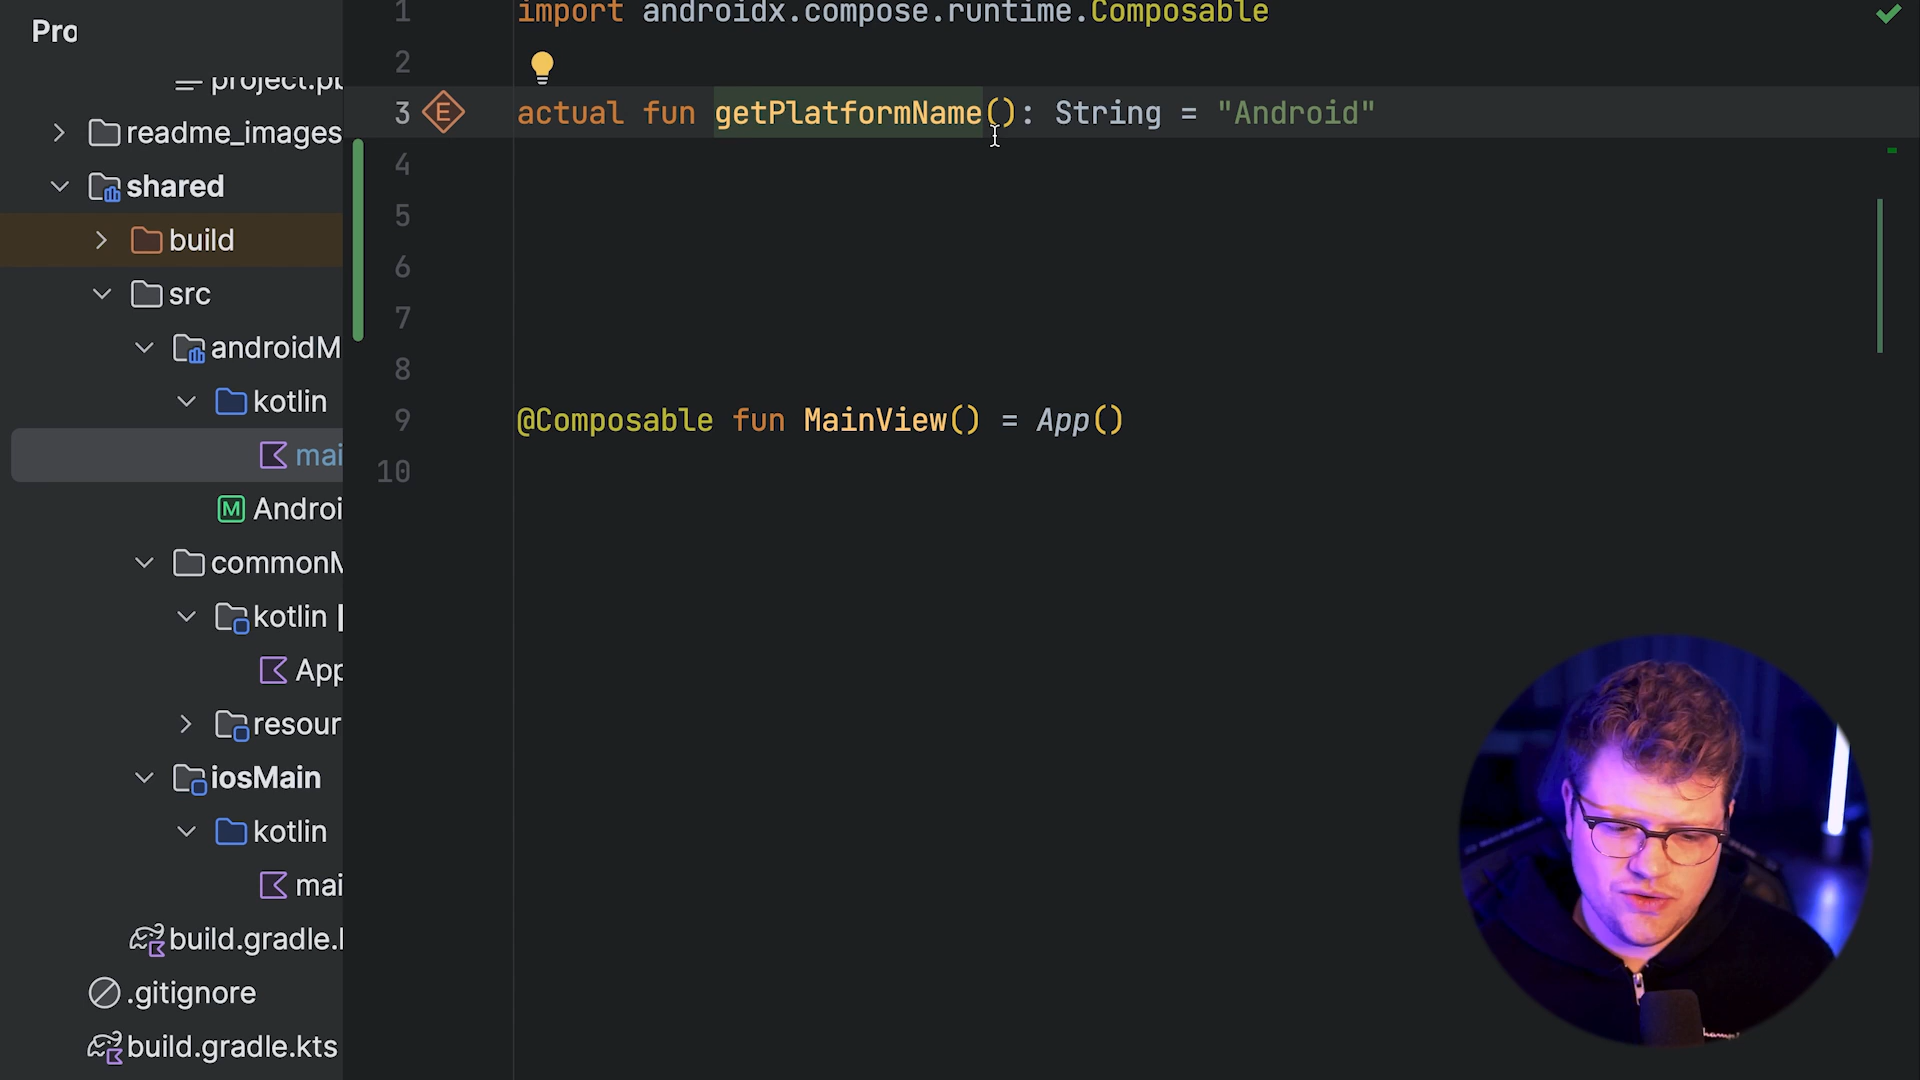 Pro
project.pb
readme_images
shared
build
src
androidM
kotlin
mai
Androi
commonM
kotlin
App
resour
iosMain
kotlin
mai
build.gradle.
.gitignore
build.gradle.kts
1 import androidx.compose.runtime.Composable
2
3 E actual fun getPlatformName(): String = "Android"
4
5
6
7
8
9 @Composable fun MainView() = App()
10